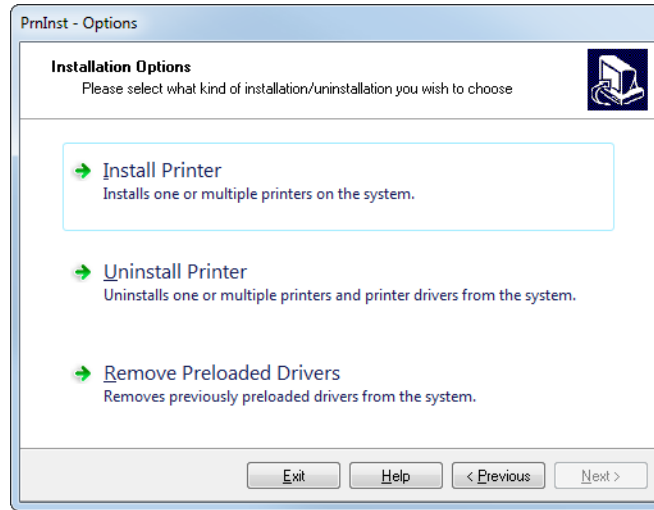 PrnInst - Options
Installation Options
Please select what kind of installation/uninstallation you wish to choose
Install Printer
Installs one or multiple printers on the system.
Uninstall Printer
Uninstalls one or multiple printers and printer drivers from the system.
Remove Preloaded Drivers
Removes previously preloaded drivers from the system.
Exit Help < Previous Next >